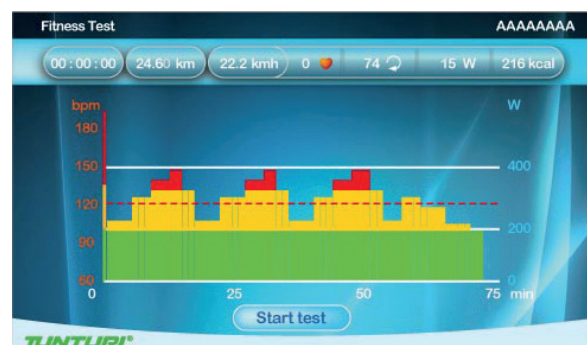 Fitness Test AAAAAAAA
00:00:00 24.60 km 22.2 kmh 0 74 15 W 216 kcal
bpm W
180
150 400
120
90 200
60 0
0 25 50 75 min
Start test
TUNTURI®